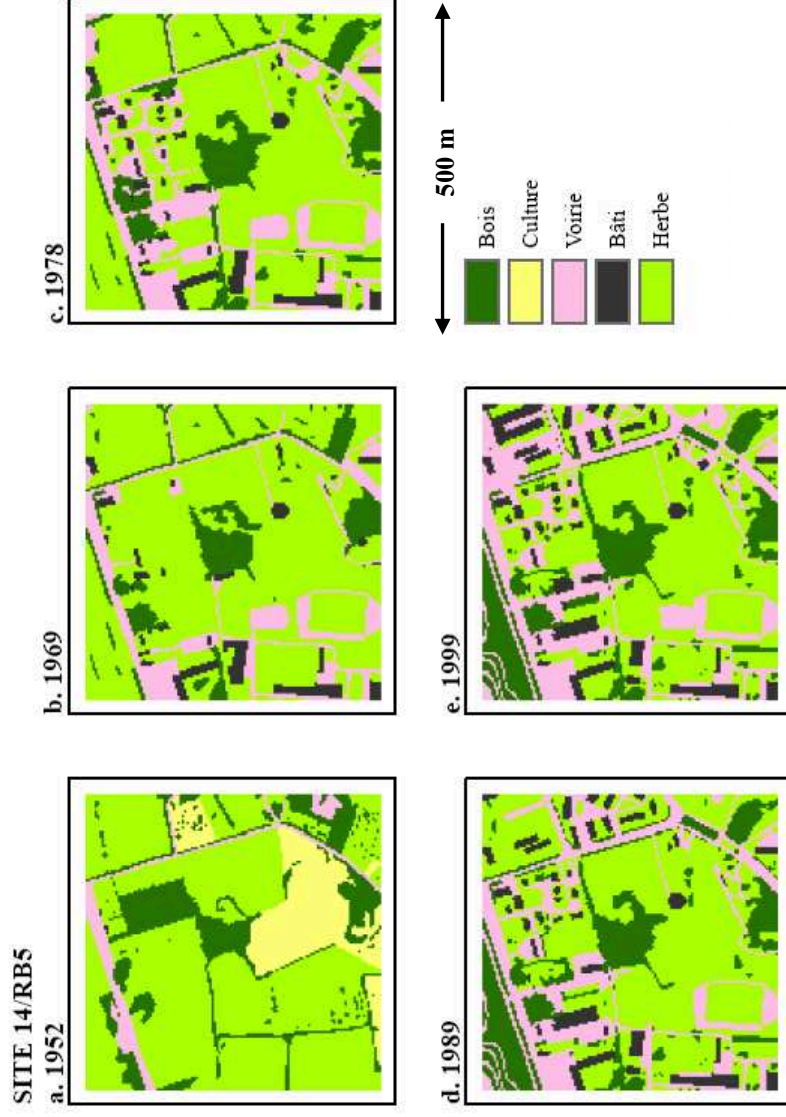 SITE 14/RB5
a. 1952
b. 1969
c. 1978
d. 1989
e. 1999
500 m
Bois
Culture
Voirie
Bâti
Herbe